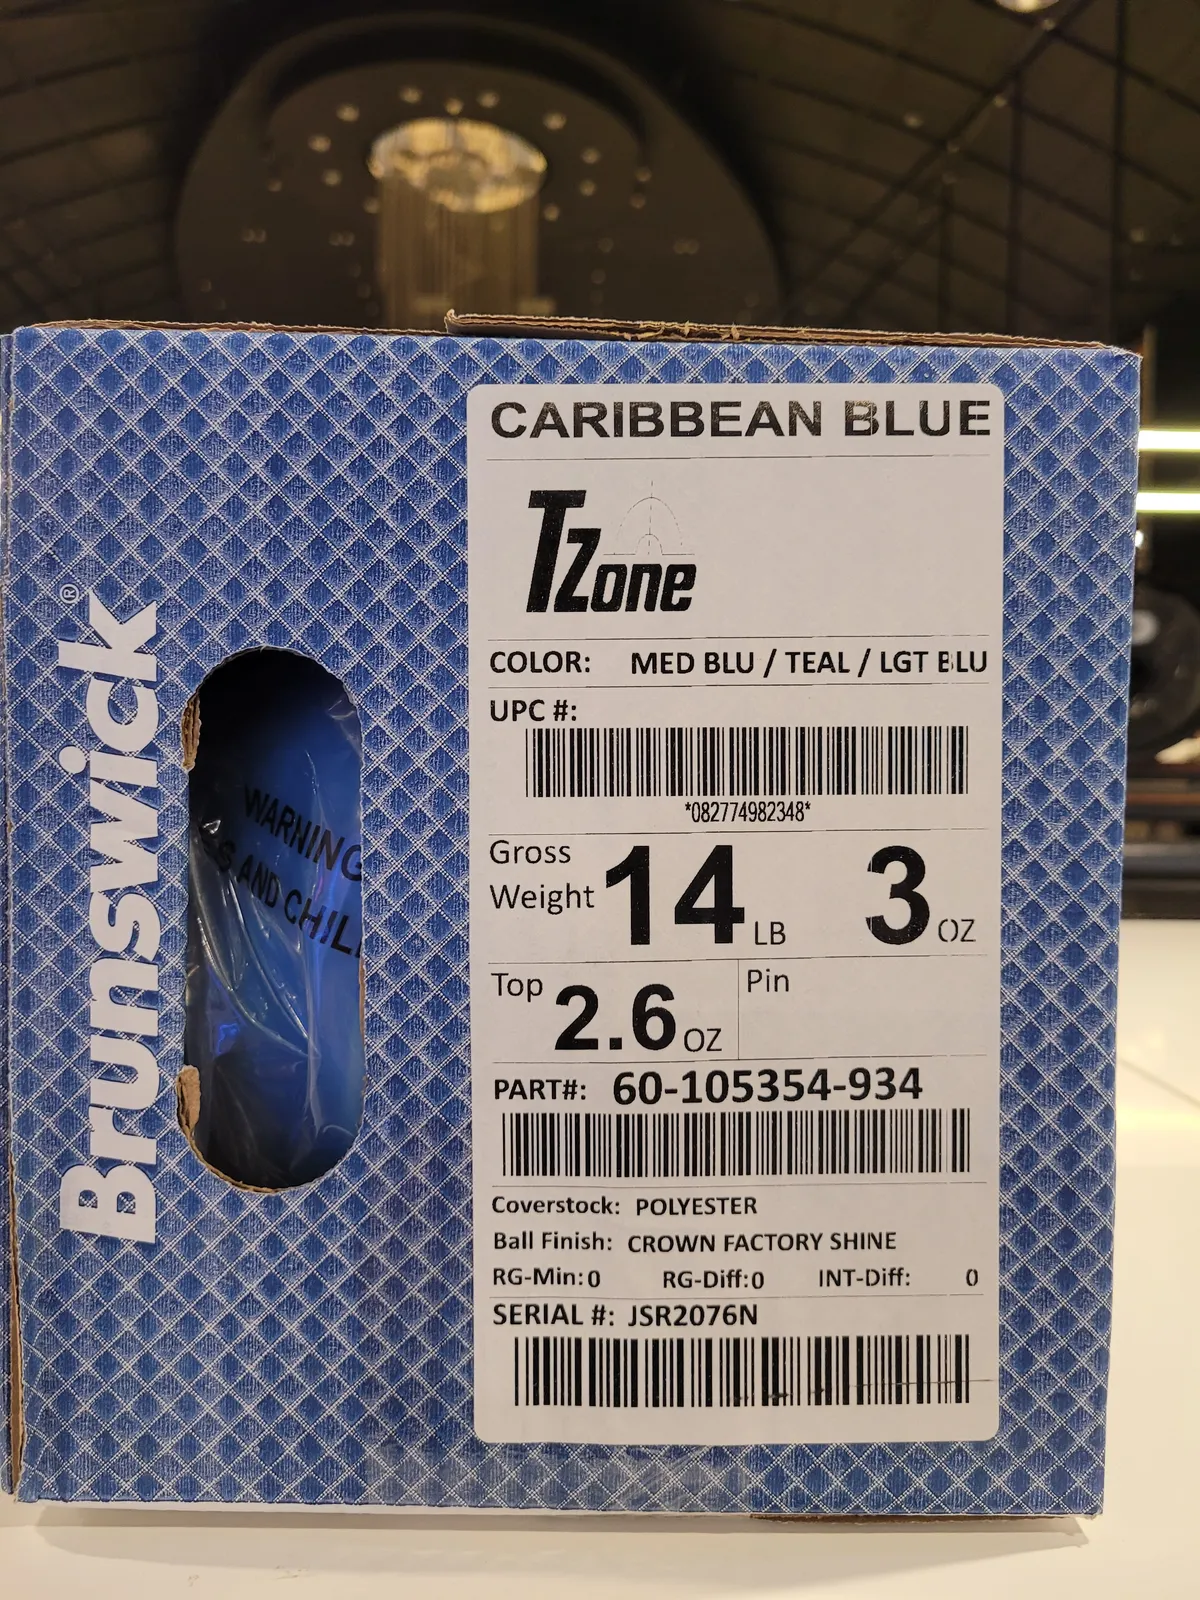 Brunswick®
WARNING
S AND CHIL
CARIBBEAN BLUE
TZone
COLOR: MED BLU / TEAL / LGT BLU
UPC #:
*082774982348*
Gross
Weight 14 LB 3 OZ
Top 2.6 OZ Pin
PART#: 60-105354-934
Coverstock: POLYESTER
Ball Finish: CROWN FACTORY SHINE
RG-Min: 0 RG-Diff: 0 INT-Diff: 0
SERIAL #: JSR2076N